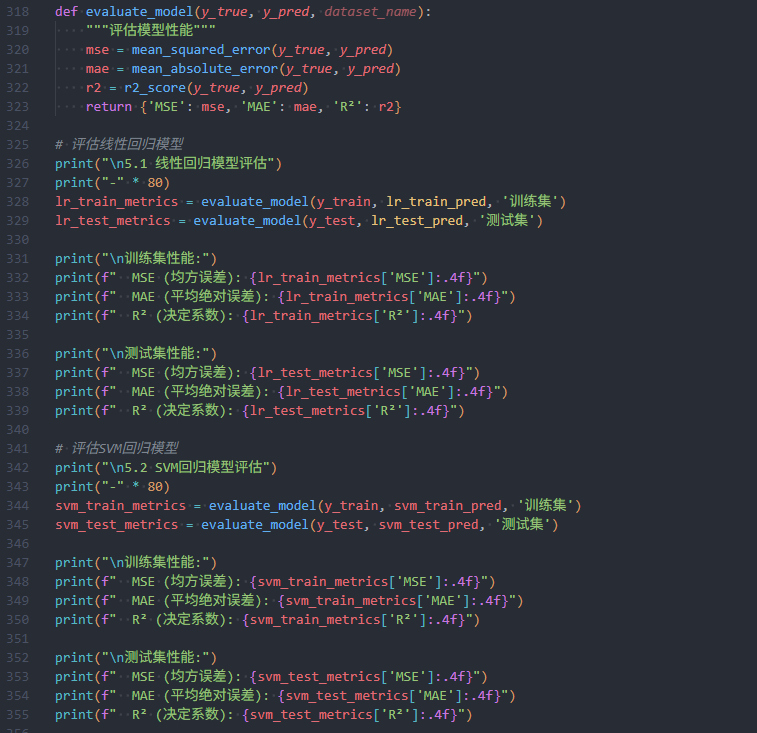 318 def evaluate_model(y_true, y_pred, dataset_name):
319     """评估模型性能"""
320     mse = mean_squared_error(y_true, y_pred)
321     mae = mean_absolute_error(y_true, y_pred)
322     r2 = r2_score(y_true, y_pred)
323     return {'MSE': mse, 'MAE': mae, 'R²': r2}
324
325 # 评估线性回归模型
326 print("\n5.1 线性回归模型评估")
327 print("-" * 80)
328 lr_train_metrics = evaluate_model(y_train, lr_train_pred, '训练集')
329 lr_test_metrics = evaluate_model(y_test, lr_test_pred, '测试集')
330
331 print("\n训练集性能:")
332 print(f"  MSE (均方误差): {lr_train_metrics['MSE']:.4f}")
333 print(f"  MAE (平均绝对误差): {lr_train_metrics['MAE']:.4f}")
334 print(f"  R² (决定系数): {lr_train_metrics['R²']:.4f}")
335
336 print("\n测试集性能:")
337 print(f"  MSE (均方误差): {lr_test_metrics['MSE']:.4f}")
338 print(f"  MAE (平均绝对误差): {lr_test_metrics['MAE']:.4f}")
339 print(f"  R² (决定系数): {lr_test_metrics['R²']:.4f}")
340
341 # 评估SVM回归模型
342 print("\n5.2 SVM回归模型评估")
343 print("-" * 80)
344 svm_train_metrics = evaluate_model(y_train, svm_train_pred, '训练集')
345 svm_test_metrics = evaluate_model(y_test, svm_test_pred, '测试集')
346
347 print("\n训练集性能:")
348 print(f"  MSE (均方误差): {svm_train_metrics['MSE']:.4f}")
349 print(f"  MAE (平均绝对误差): {svm_train_metrics['MAE']:.4f}")
350 print(f"  R² (决定系数): {svm_train_metrics['R²']:.4f}")
351
352 print("\n测试集性能:")
353 print(f"  MSE (均方误差): {svm_test_metrics['MSE']:.4f}")
354 print(f"  MAE (平均绝对误差): {svm_test_metrics['MAE']:.4f}")
355 print(f"  R² (决定系数): {svm_test_metrics['R²']:.4f}")